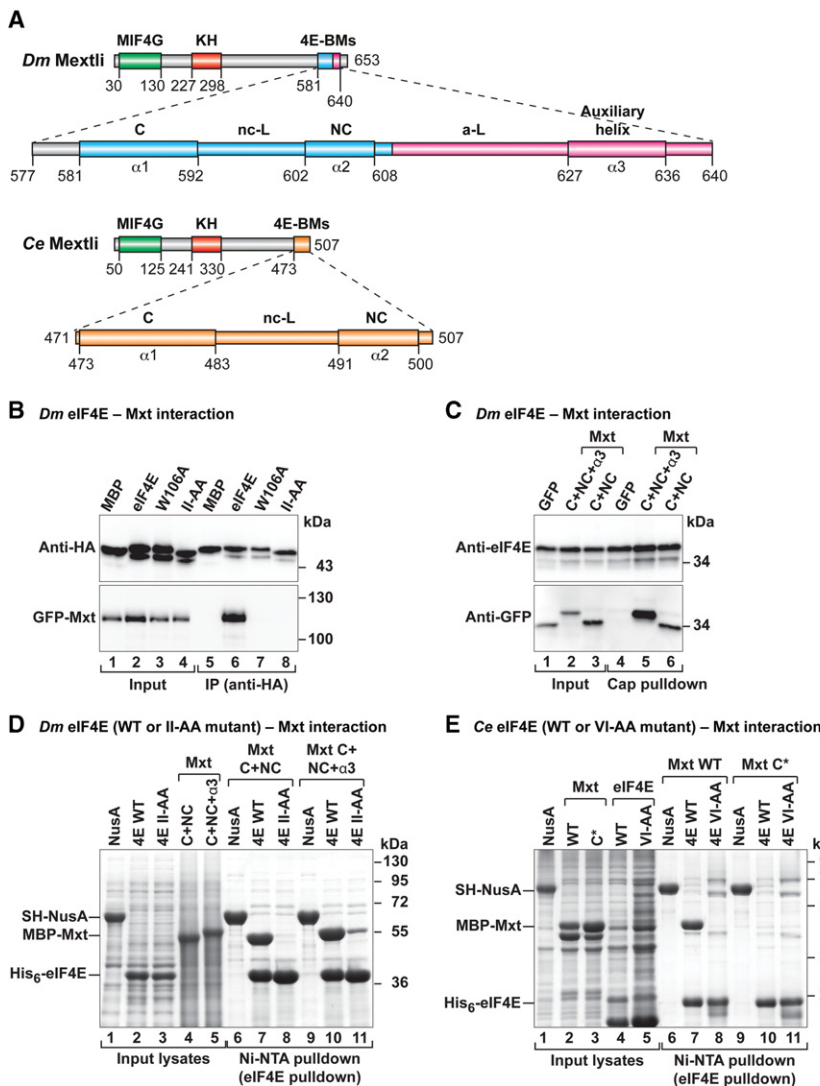 A
MIF4G KH 4E-BMs
Dm Mextli 653
30 130 227 298 581 640
Auxiliary
C nc-L NC a-L helix
577 581 α1 592 602 α2 608 627 α3 636 640
MIF4G KH 4E-BMs
Ce Mextli 507
50 125 241 330 473
C nc-L NC
471 507
473 α1 483 491 α2 500
B Dm eIF4E – Mxt interaction
MBP eIF4E W106A II-AA MBP eIF4E W106A II-AA
kDa
Anti-HA
43
130
GFP-Mxt
100
1 2 3 4 5 6 7 8
Input IP (anti-HA)
C Dm eIF4E – Mxt interaction
Mxt
GFP C+NC+α3 C+NC GFP C+NC+α3 C+NC
kDa
Anti-eIF4E
34
Anti-GFP
34
1 2 3 4 5 6
Input Cap pulldown
D Dm eIF4E (WT or II-AA mutant) – Mxt interaction
Mxt Mxt C+NC Mxt C+ NC+α3
NusA 4E WT 4E II-AA C+NC C+NC+α3 NusA 4E WT 4E II-AA NusA 4E WT 4E II-AA
kDa
130
95
72
SH-NusA
MBP-Mxt 55
His6-eIF4E 36
1 2 3 4 5 6 7 8 9 10 11
Input lysates Ni-NTA pulldown
(eIF4E pulldown)
E Ce eIF4E (WT or VI-AA mutant) – Mxt interaction
Mxt eIF4E Mxt WT Mxt C*
NusA WT C* WT VI-AA NusA 4E WT 4E VI-AA NusA 4E WT 4E VI-AA
SH-NusA
MBP-Mxt
His6-eIF4E
1 2 3 4 5 6 7 8 9 10 11
Input lysates Ni-NTA pulldown
(eIF4E pulldown)